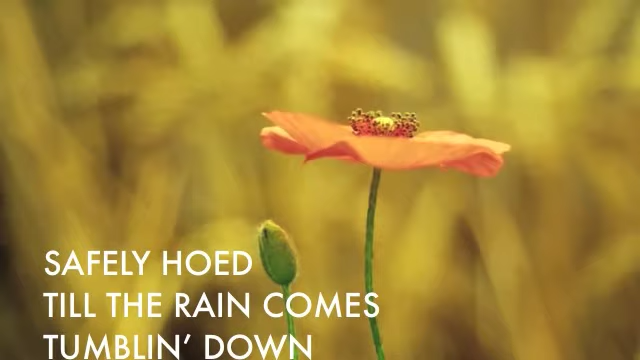 SAFELY HOED
TILL THE RAIN COMES
TUMBLIN’ DOWN